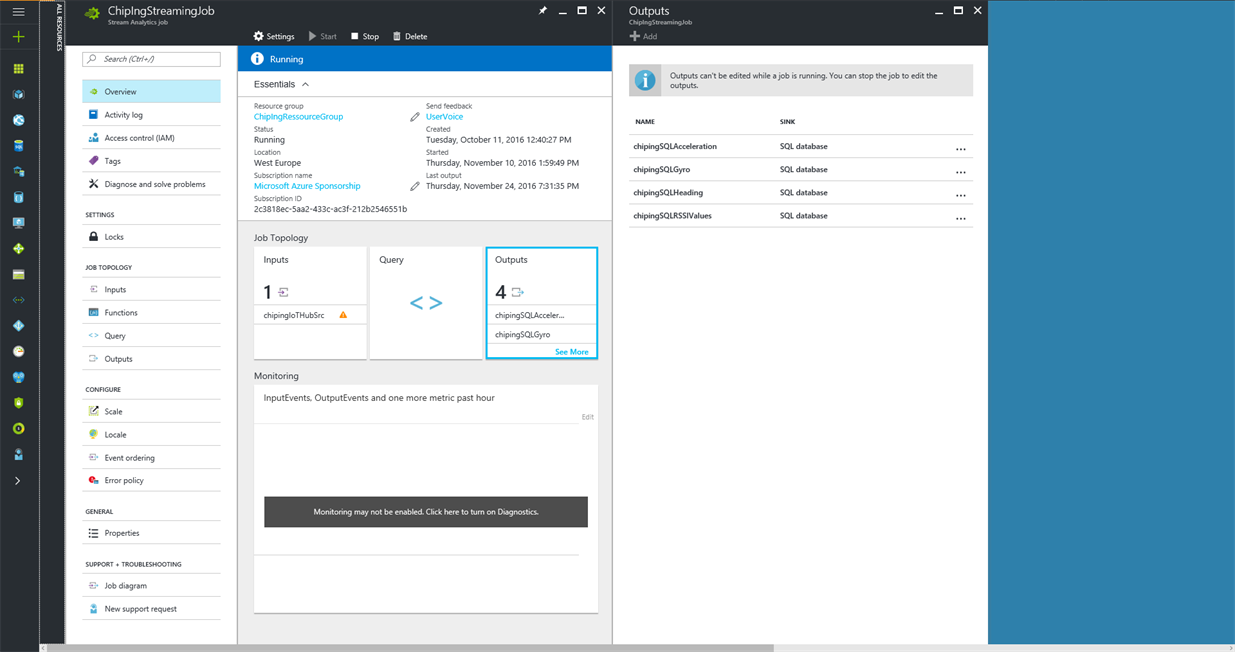 ALL RESOURCES
ChipIngStreamingJob
Stream Analytics job
Settings
Start
Stop
Delete
Search (Ctrl+/)
Overview
Activity log
Access control (IAM)
Tags
Diagnose and solve problems
SETTINGS
Locks
JOB TOPOLOGY
Inputs
Functions
Query
Outputs
CONFIGURE
Scale
Locale
Event ordering
Error policy
GENERAL
Properties
SUPPORT + TROUBLESHOOTING
Job diagram
New support request
Running
Essentials
Resource group
ChipIngRessourceGroup
Status
Running
Location
West Europe
Subscription name
Microsoft Azure Sponsorship
Subscription ID
2c3818ec-5aa2-433c-ac3f-212b2546551b
Send feedback
UserVoice
Created
Tuesday, October 11, 2016 12:40:27 PM
Started
Thursday, November 10, 2016 1:59:49 PM
Last output
Thursday, November 24, 2016 7:31:35 PM
Job Topology
Inputs
1
chipingIoTHubSrc
Query
< >
Outputs
4
chipingSQLAcceler...
chipingSQLGyro
See More
Monitoring
InputEvents, OutputEvents and one more metric past hour
Edit
Monitoring may not be enabled. Click here to turn on Diagnostics.
Outputs
ChipIngStreamingJob
Add
Outputs can't be edited while a job is running. You can stop the job to edit the
outputs.
NAME SINK
chipingSQLAcceleration SQL database ...
chipingSQLGyro SQL database ...
chipingSQLHeading SQL database ...
chipingSQLRSSIValues SQL database ...